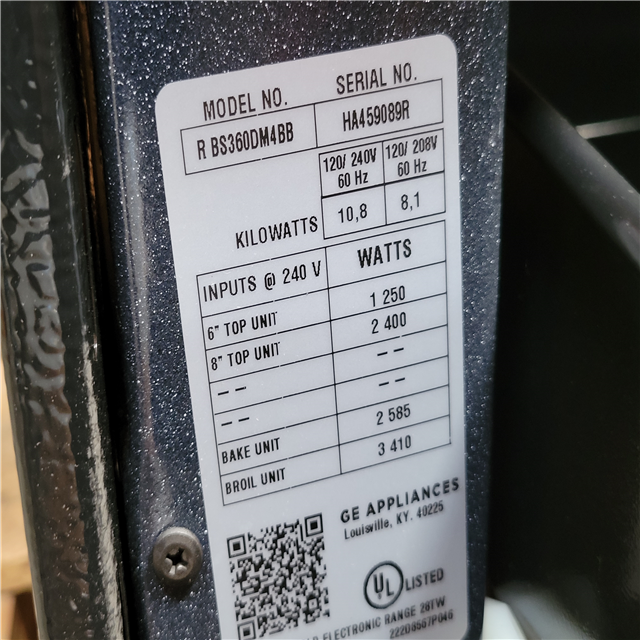 MODEL NO. SERIAL NO.
R BS360DM4BB HA459089R
120/ 240V 120/ 208V
60 Hz 60 Hz
KILOWATTS 10,8 8,1
INPUTS @ 240 V WATTS
6" TOP UNIT 1 250
8" TOP UNIT 2 400
-- --
-- --
BAKE UNIT 2 585
BROIL UNIT 3 410
GE APPLIANCES
Louisville, KY. 40225
UL LISTED
ELECTRONIC RANGE 28TW
222D8567P046